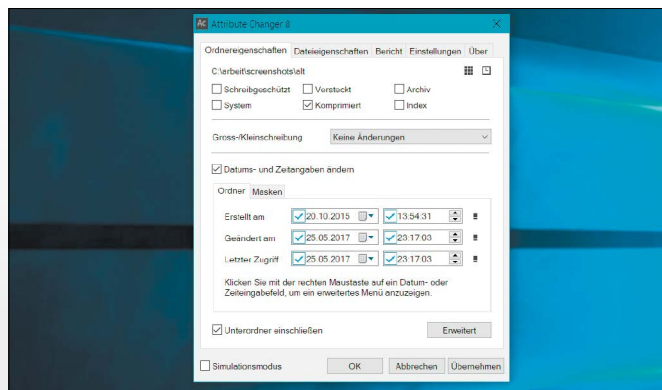 Ac Attribute Changer 8
Ordnereigenschaften Dateieigenschaften Bericht Einstellungen Über
C:\arbeit\screenshots\alt
Schreibgeschützt Versteckt Archiv
System Komprimiert Index
Gross-/Kleinschreibung Keine Änderungen
Datums- und Zeitangaben ändern
Ordner Masken
Erstellt am 20.10.2015 13:54:31
Geändert am 25.05.2017 23:17:03
Letzter Zugriff 25.05.2017 23:17:03
Klicken Sie mit der rechten Maustaste auf ein Datum- oder
Zeiteingabefeld, um ein erweitertes Menü anzuzeigen.
Unterordner einschließen Erweitert
Simulationsmodus OK Abbrechen Übernehmen